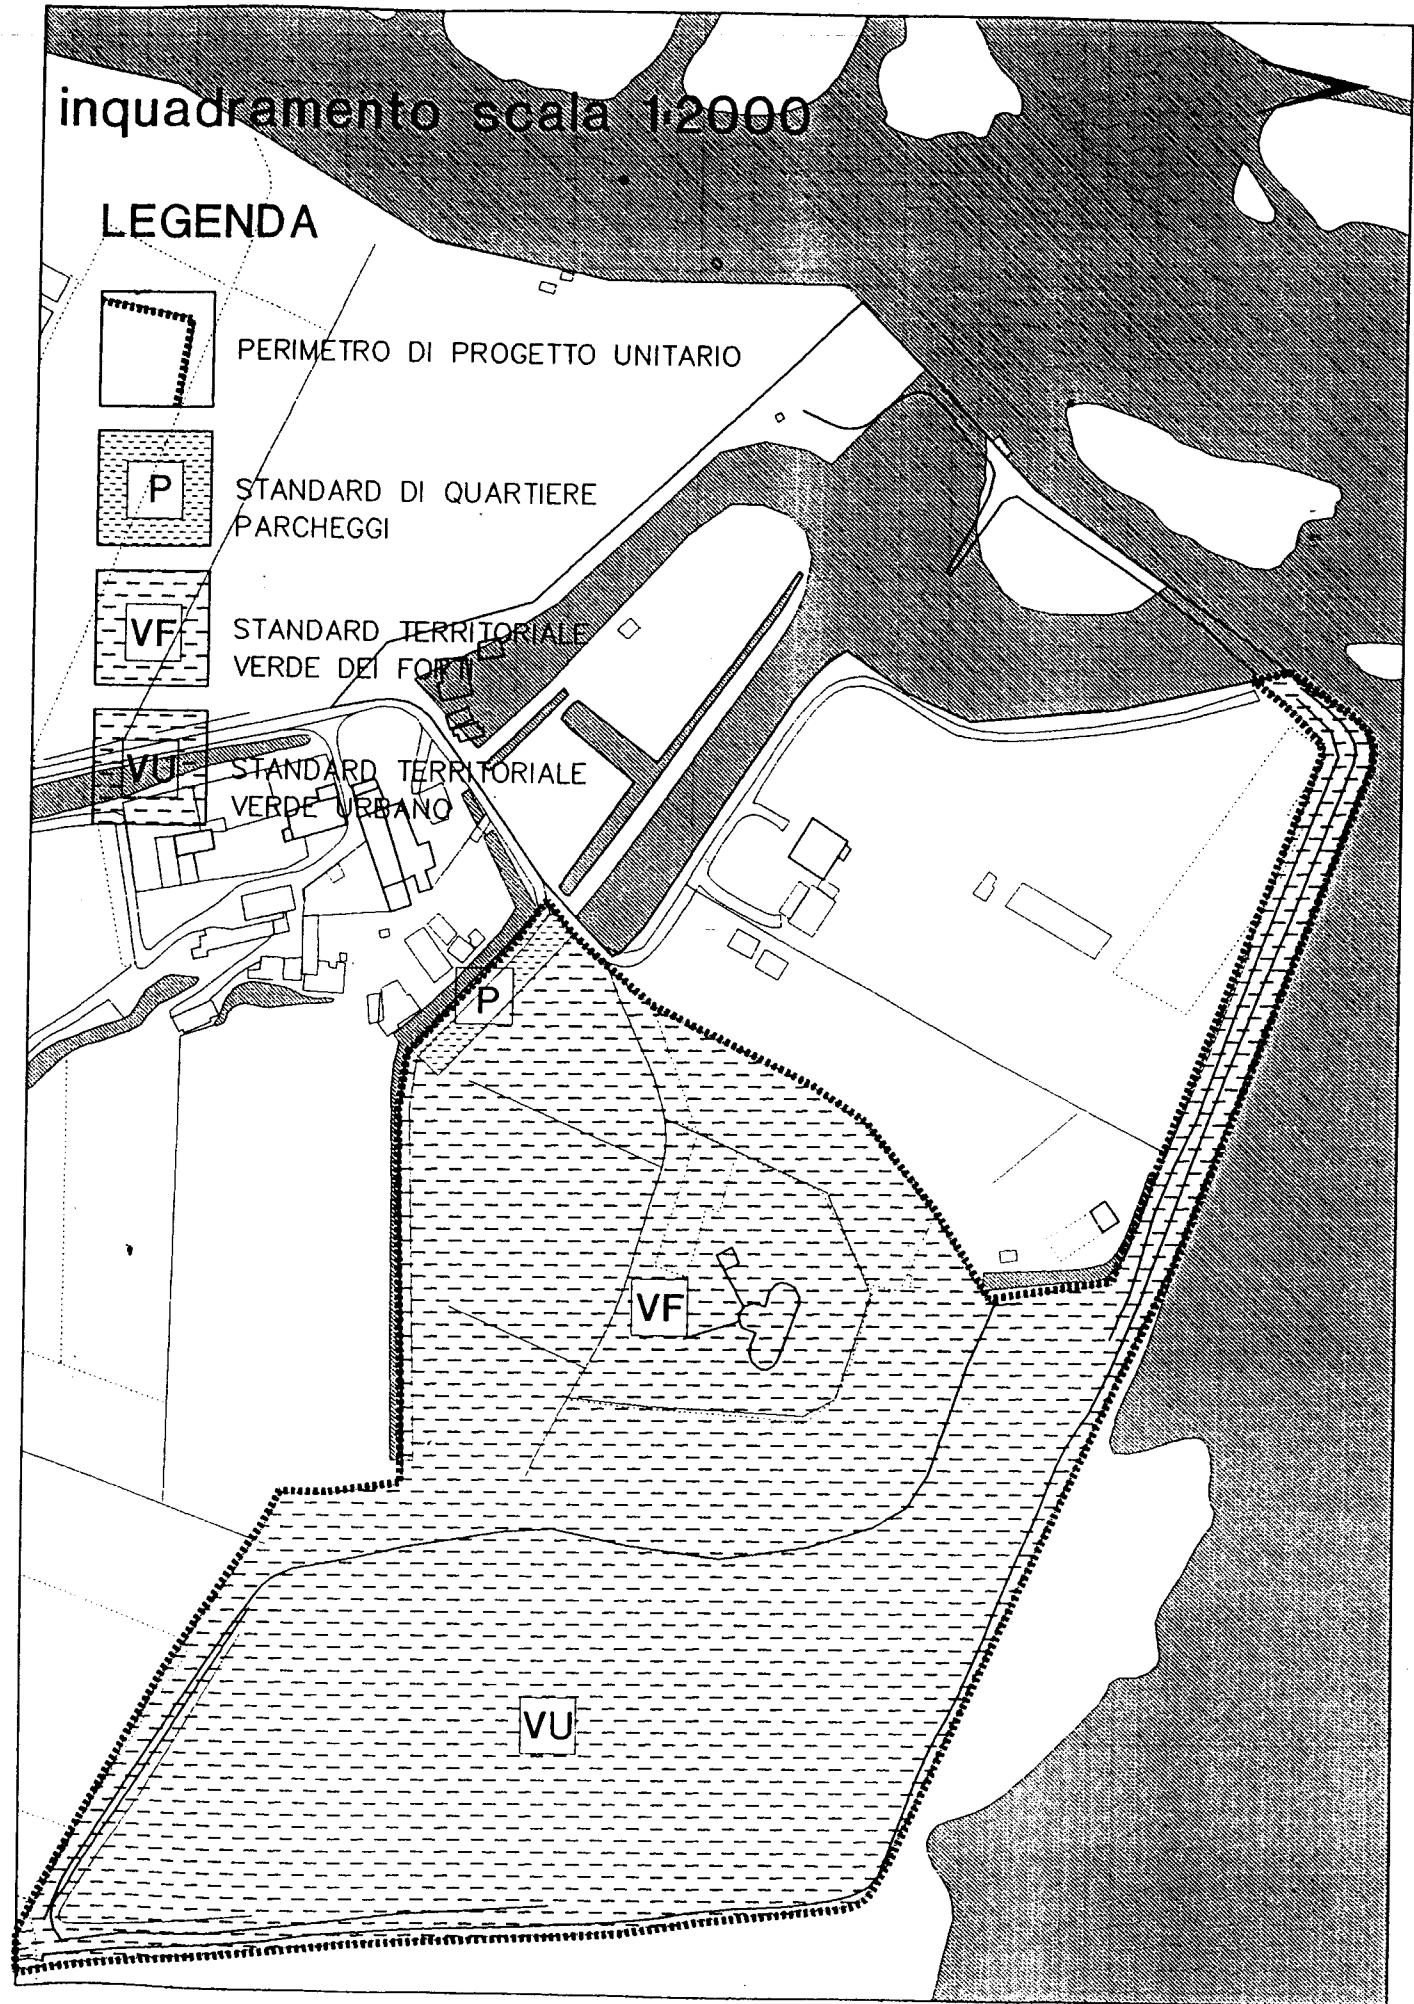 inquadramento scala 1:2000
LEGENDA
PERIMETRO DI PROGETTO UNITARIO
P
STANDARD DI QUARTIERE
PARCHEGGI
VF
STANDARD TERRITORIALE
VERDE DEI FORTI
VU
STANDARD TERRITORIALE
VERDE URBANO
P
VF
VU